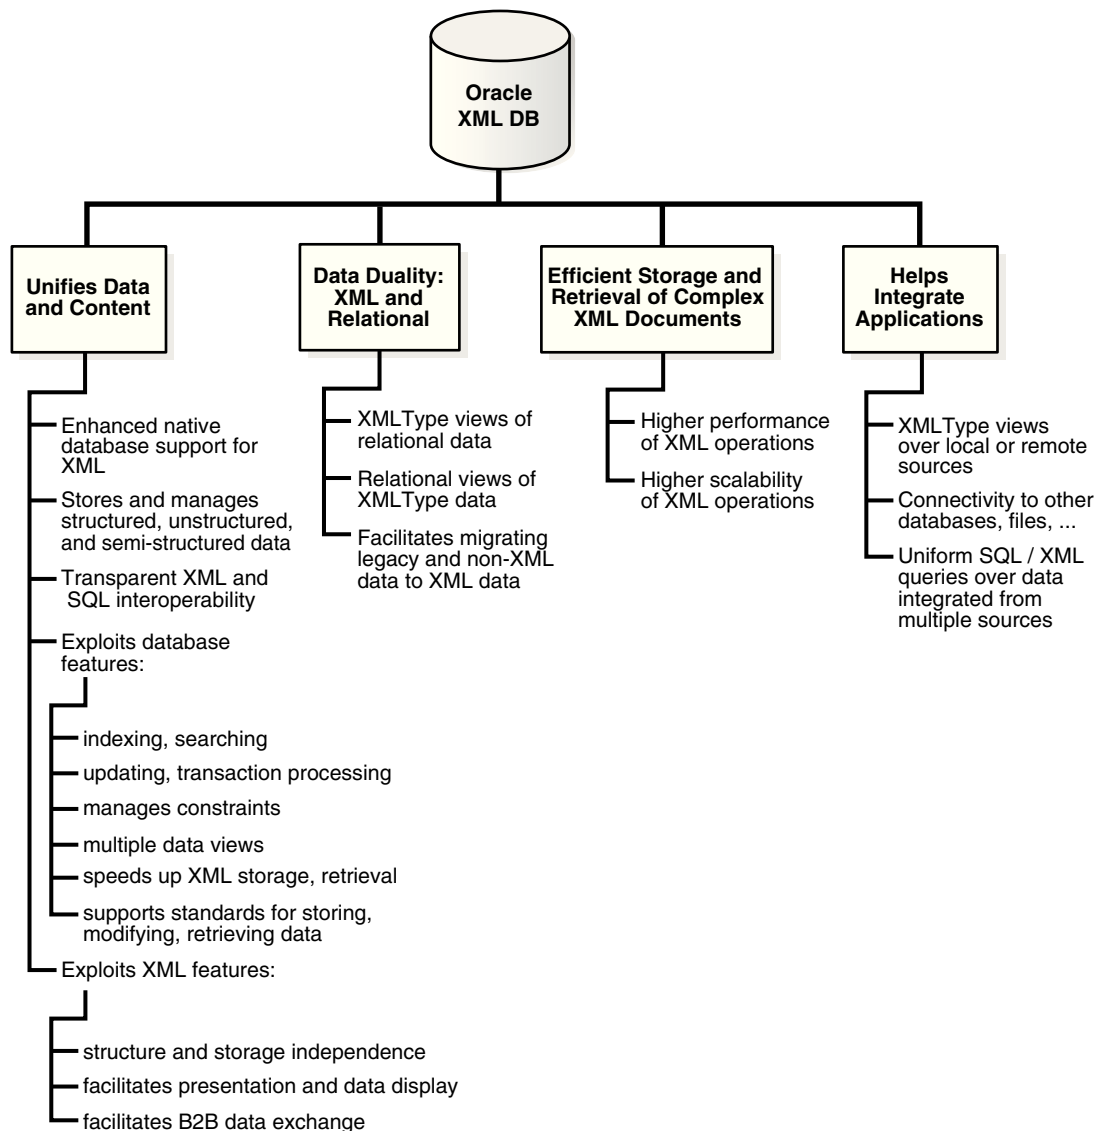 Oracle
XML DB
Unifies Data
and Content
Data Duality:
XML and
Relational
Efficient Storage and
Retrieval of Complex
XML Documents
Helps
Integrate
Applications
Enhanced native
database support for
XML
Stores and manages
structured, unstructured,
and semi-structured data
Transparent XML and
SQL interoperability
Exploits database
features:
indexing, searching
updating, transaction processing
manages constraints
multiple data views
speeds up XML storage, retrieval
supports standards for storing,
modifying, retrieving data
Exploits XML features:
structure and storage independence
facilitates presentation and data display
facilitates B2B data exchange
XMLType views of
relational data
Relational views of
XMLType data
Facilitates migrating
legacy and non-XML
data to XML data
Higher performance
of XML operations
Higher scalability
of XML operations
XMLType views
over local or remote
sources
Connectivity to other
databases, files, ...
Uniform SQL / XML
queries over data
integrated from
multiple sources